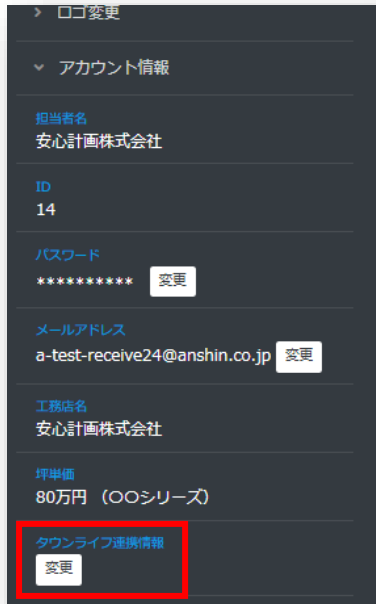 ロゴ変更
アカウント情報
担当者名
安心計画株式会社
ID
14
パスワード
********** 変更
メールアドレス
a-test-receive24@anshin.co.jp 変更
工務店名
安心計画株式会社
坪単価
80万円 （〇〇シリーズ）
タウンライフ連携情報
変更